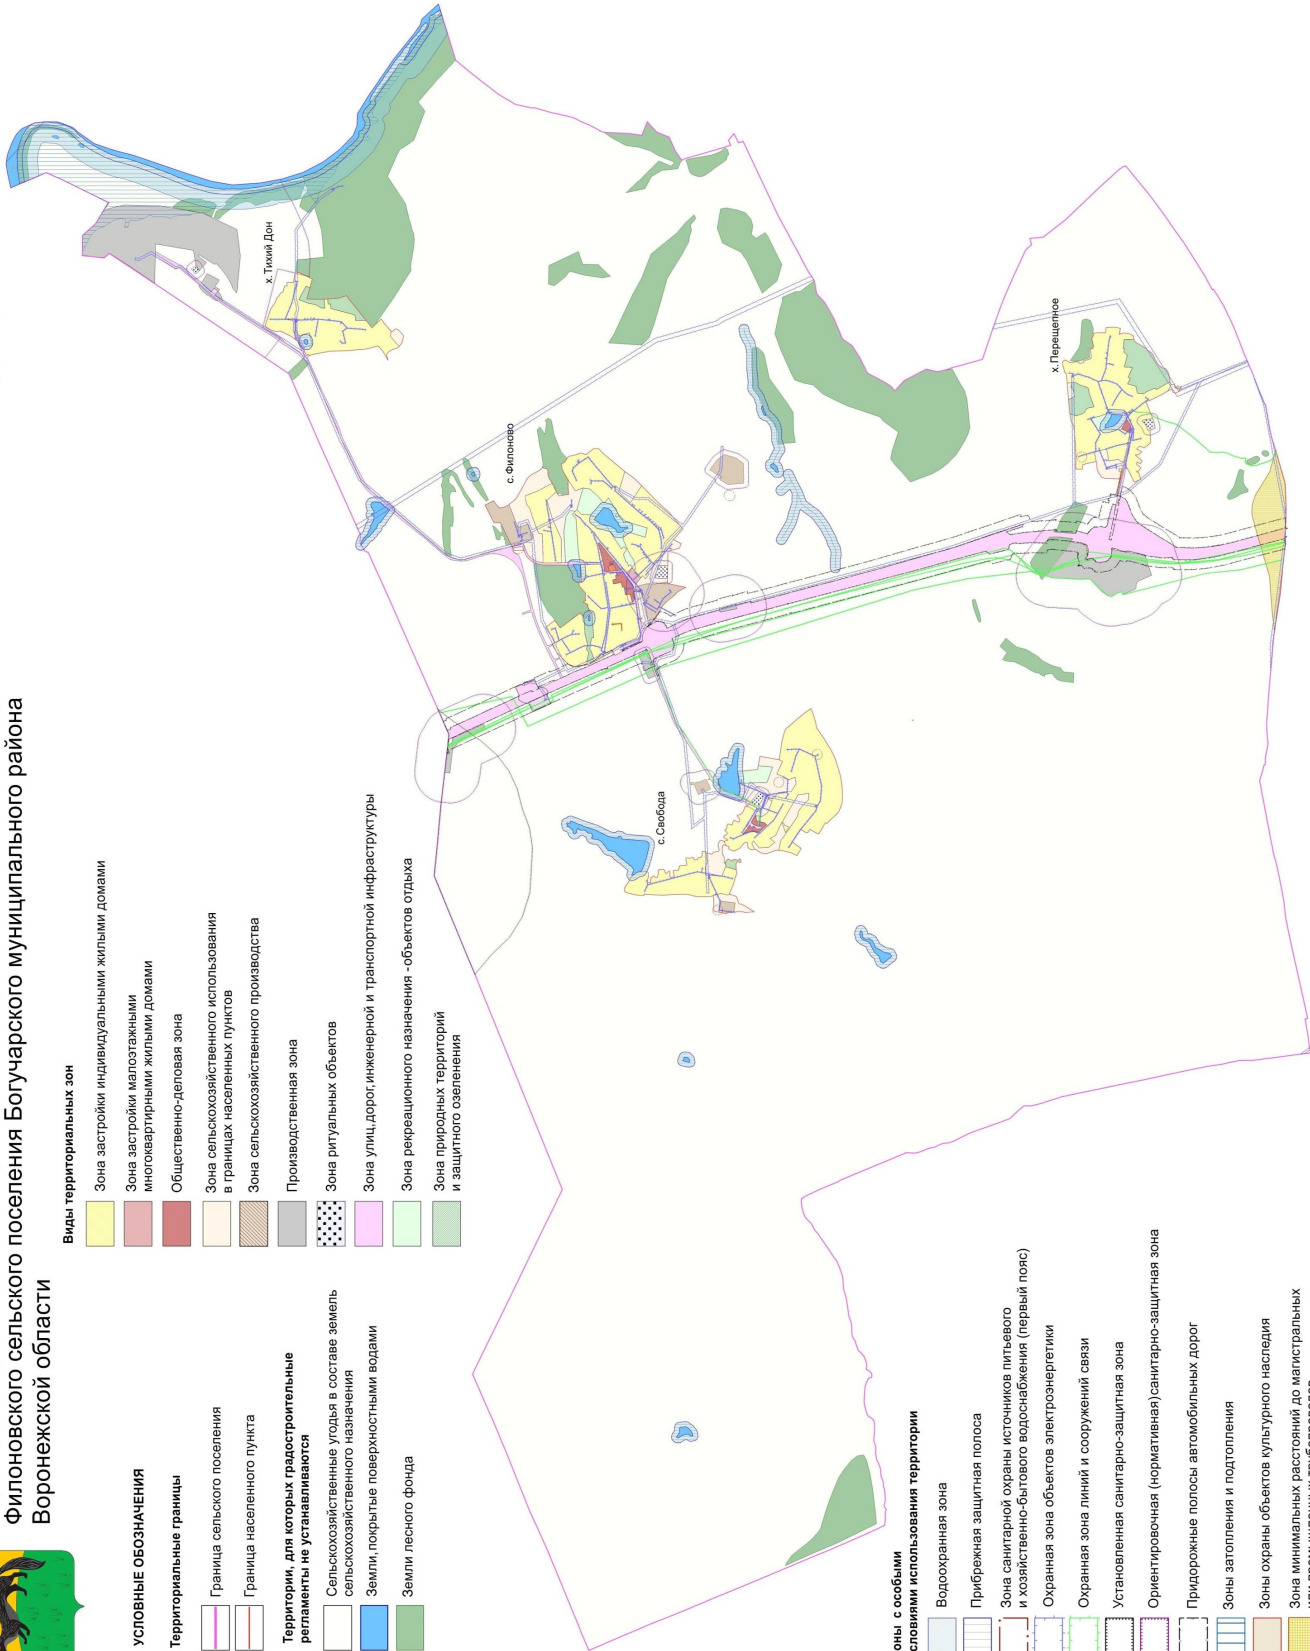 Филоновского сельского поселения Богучарского муниципального района
Воронежской области
УСЛОВНЫЕ ОБОЗНАЧЕНИЯ
Территориальные границы
Граница сельского поселения
Граница населенного пункта
Территории, для которых градостроительные
регламенты не устанавливаются
Сельскохозяйственные угодья в составе земель
сельскохозяйственного назначения
Земли, покрытые поверхностными водами
Земли лесного фонда
Виды территориальных зон
Зона застройки индивидуальными жилыми домами
Зона застройки малоэтажными
многоквартирными жилыми домами
Общественно-деловая зона
Зона сельскохозяйственного использования
в границах населенных пунктов
Зона сельскохозяйственного производства
Производственная зона
Зона ритуальных объектов
Зона улиц,дорог,инженерной и транспортной инфраструктуры
Зона рекреационного назначения -объектов отдыха
Зона природных территорий
и защитного озеленения
х.Тихий Дон
с.Филоново
с.Свобода
х.Перещепное
оны с особыми
словиями использования территории
Водоохранная зона
Прибрежная защитная полоса
Зона санитарной охраны источников питьевого
и хозяйственно-бытового водоснабжения (первый пояс)
Охранная зона объектов электроэнергетики
Охранная зона линий и сооружений связи
Установленная санитарно-защитная зона
Ориентировочная (нормативная)санитарно-защитная зона
Придорожные полосы автомобильных дорог
Зоны затопления и подтопления
Зоны охраны объектов культурного наследия
Зона минимальных расстояний до магистральных